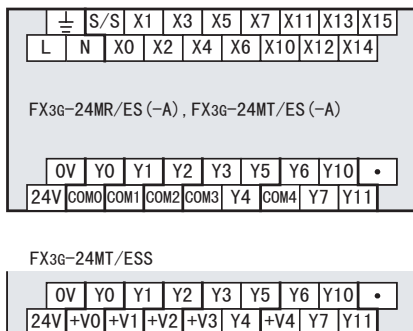 ⏚ S/S X1 X3 X5 X7 X11 X13 X15
L N X0 X2 X4 X6 X10 X12 X14
FX3G-24MR/ES(-A), FX3G-24MT/ES(-A)
0V Y0 Y1 Y2 Y3 Y5 Y6 Y10 •
24V COM0 COM1 COM2 COM3 Y4 COM4 Y7 Y11
FX3G-24MT/ESS
0V Y0 Y1 Y2 Y3 Y5 Y6 Y10 •
24V +V0 +V1 +V2 +V3 Y4 +V4 Y7 Y11